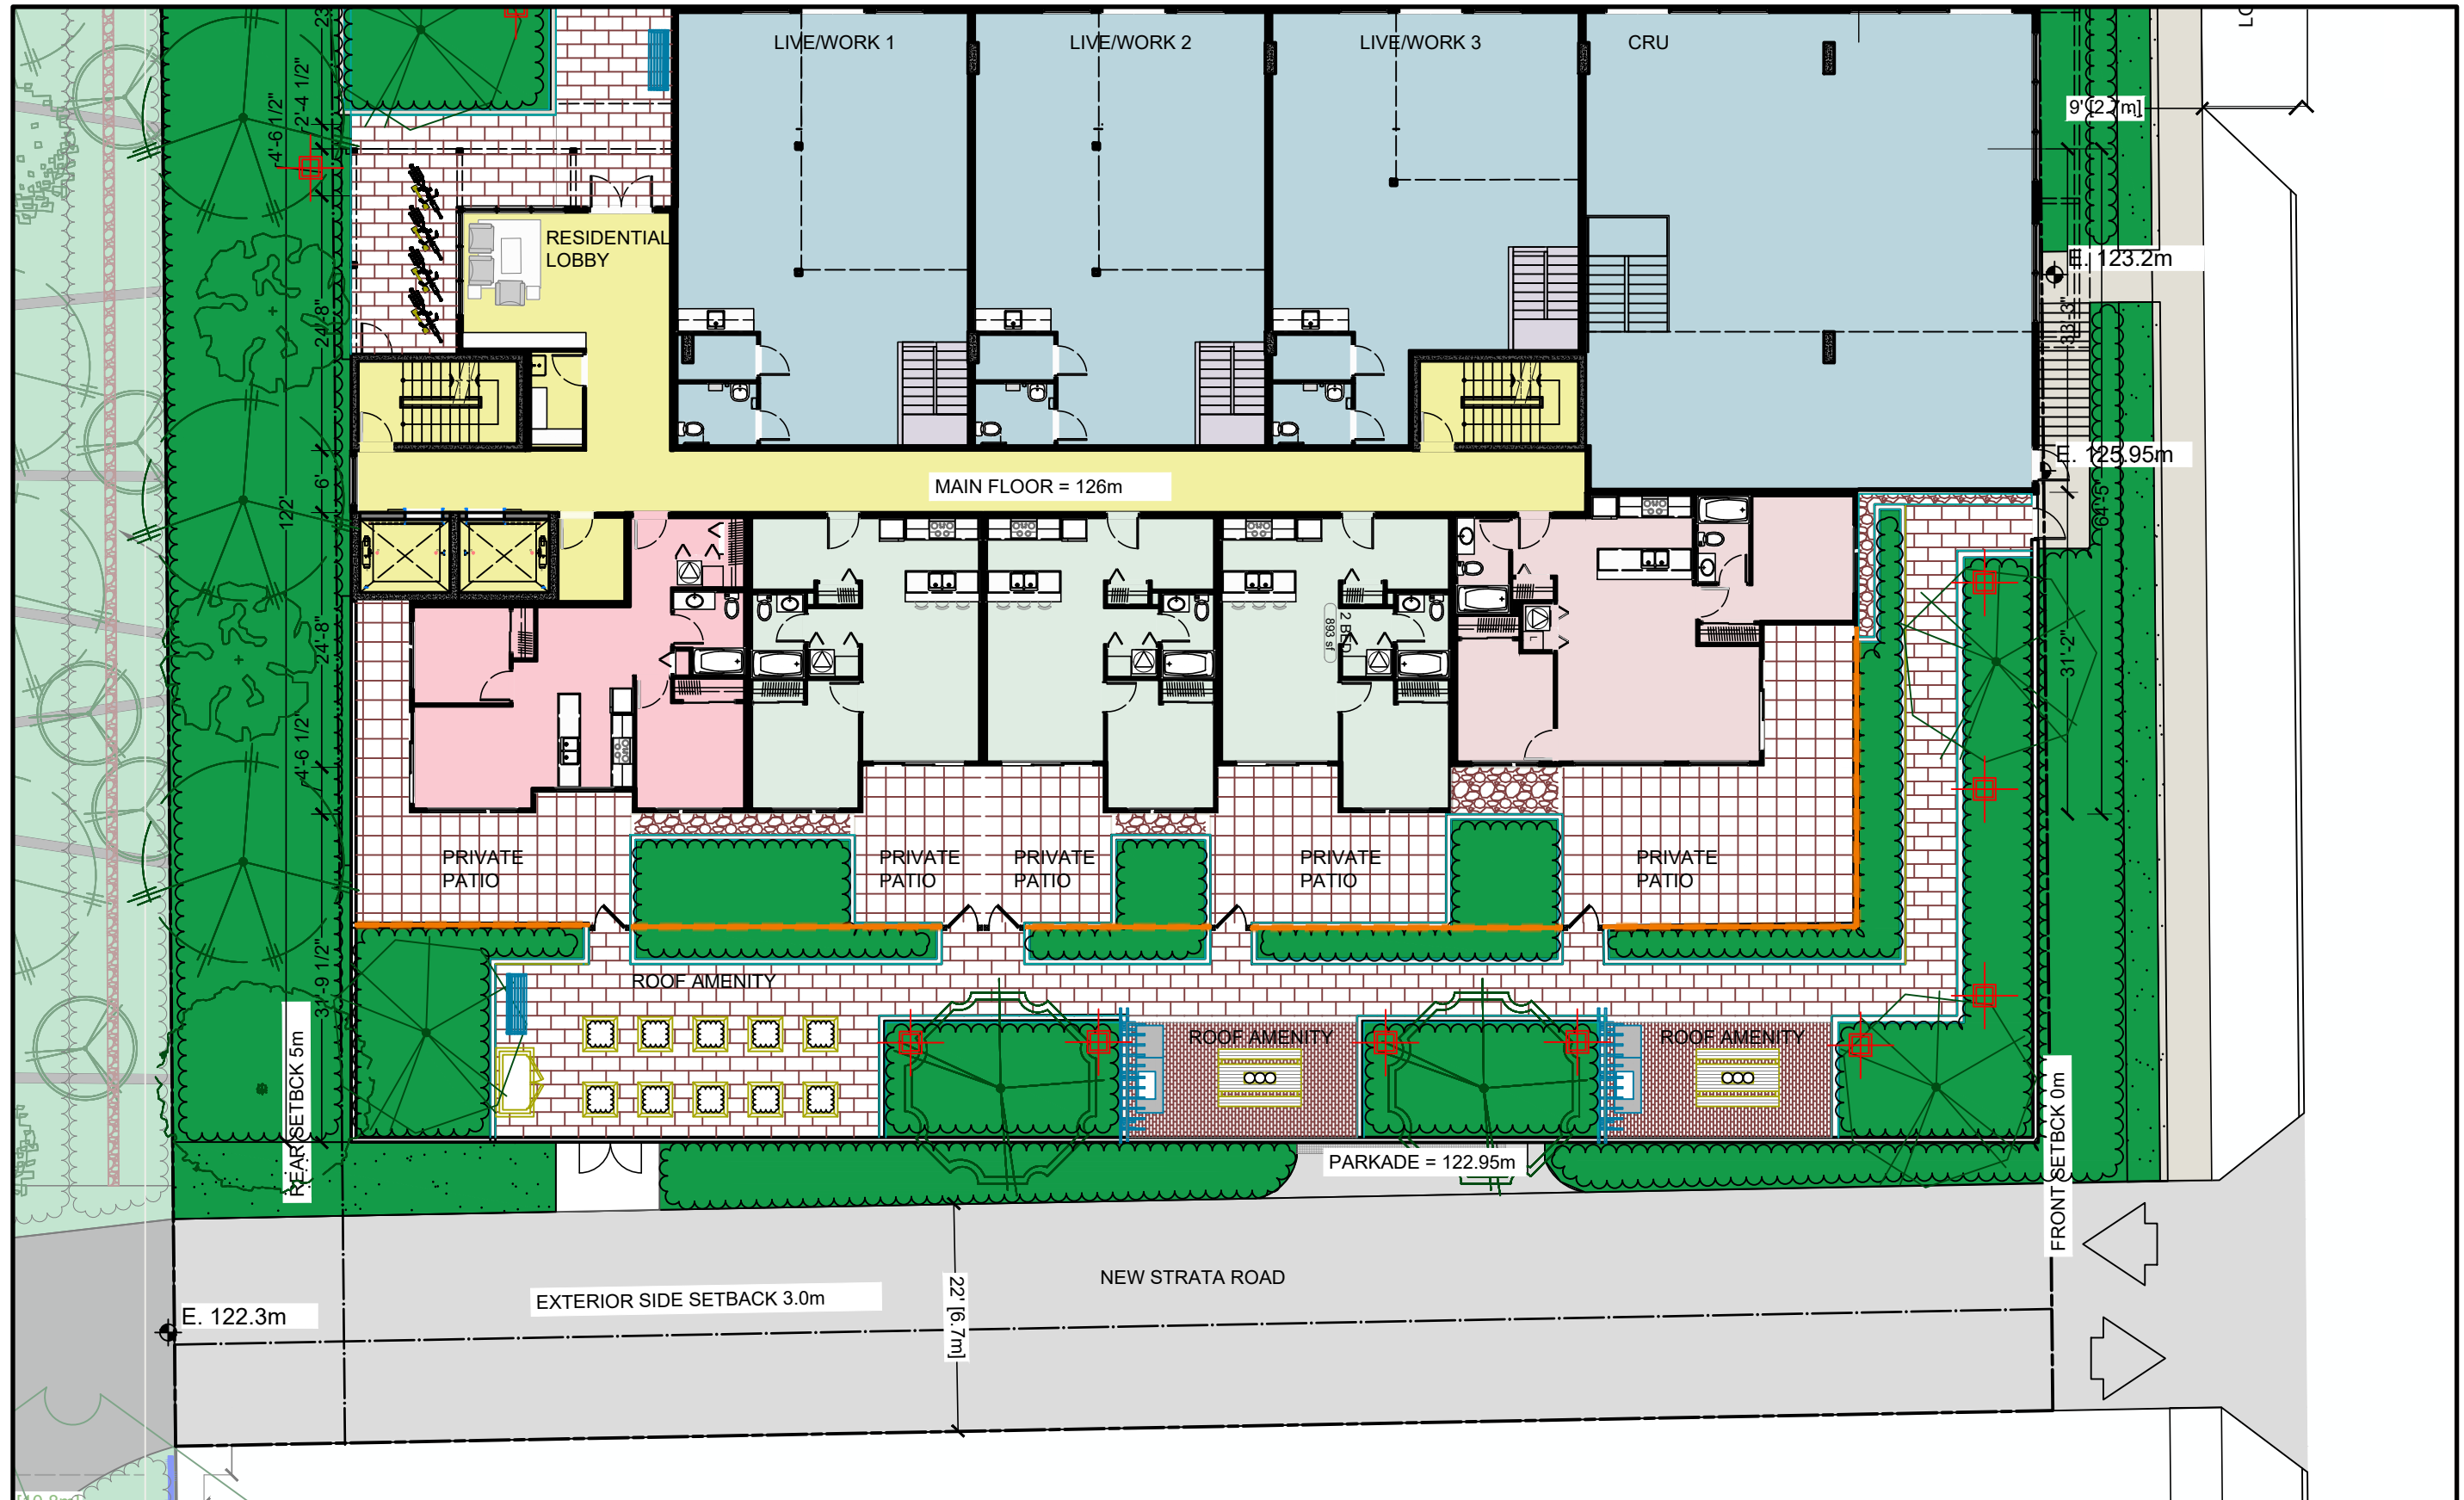 LIVE/WORK 1
LIVE/WORK 2
LIVE/WORK 3
CRU
23
2'-4 1/2"
4'-6 1/2"
9' [2.7m]
RESIDENTIAL
LOBBY
E. 123.2m
24'-8"
33'-3"
E. 125.95m
MAIN FLOOR = 126m
6'
122'
64'-5"
2 BED
893 sf
24'-8"
31'-2"
4'-6 1/2"
PRIVATE
PATIO
PRIVATE
PATIO
PRIVATE
PATIO
PRIVATE
PATIO
PRIVATE
PATIO
ROOF AMENITY
ROOF AMENITY
ROOF AMENITY
REAR SETBCK 5m
FRONT SETBCK 0m
PARKADE = 122.95m
NEW STRATA ROAD
EXTERIOR SIDE SETBACK 3.0m
22' [6.7m]
E. 122.3m